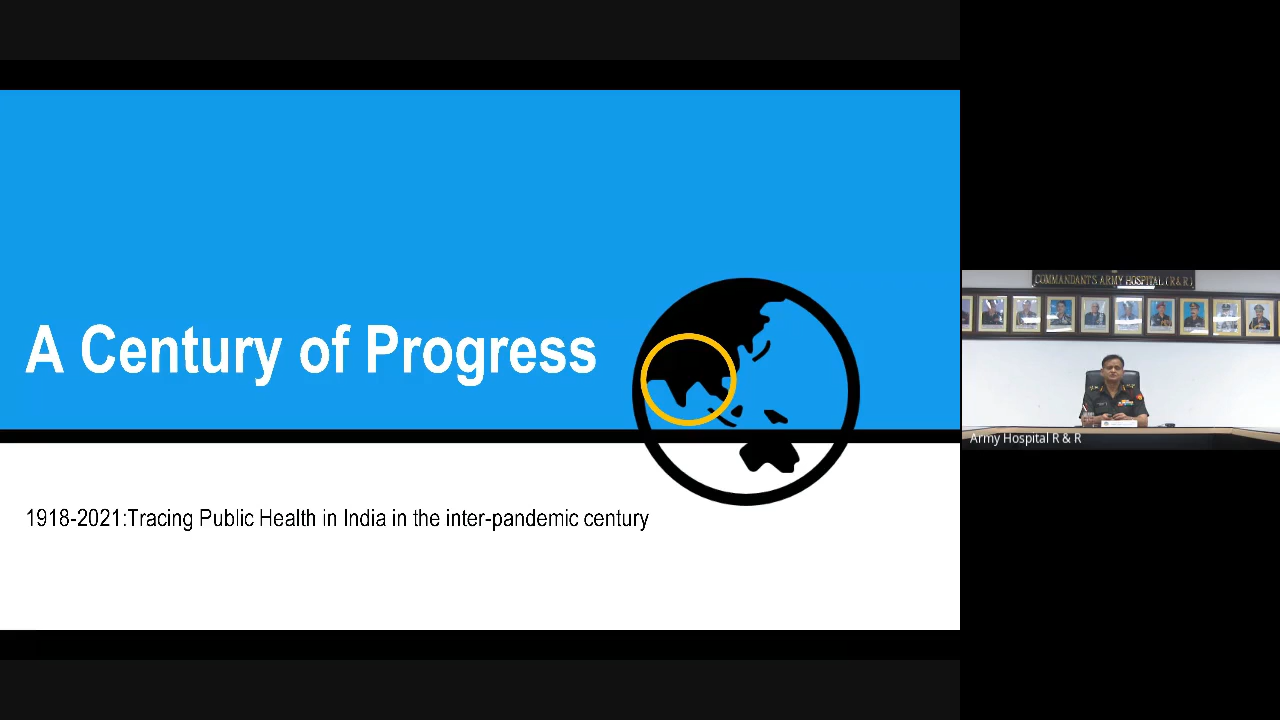 A Century of Progress
1918-2021:Tracing Public Health in India in the inter-pandemic century
COMMANDANT'S ARMY HOSPITAL (R & R)
Army Hospital R & R